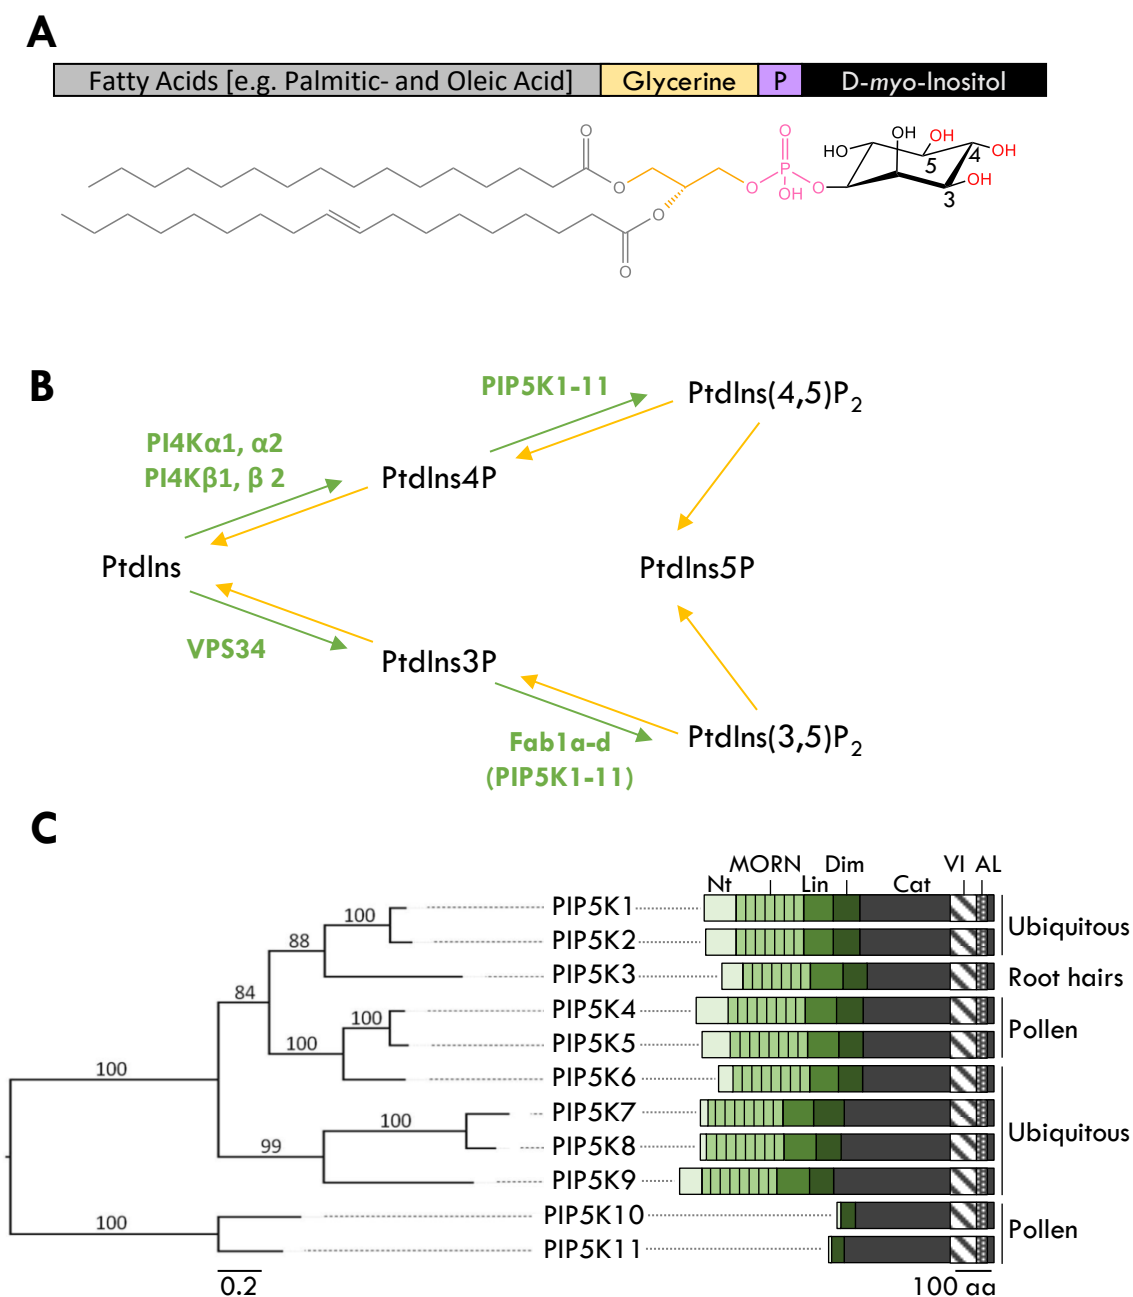 A
Fatty Acids [e.g. Palmitic- and Oleic Acid] Glycerine P D-myo-Inositol
O O OH OH
HO 4 OH
O O P O 5 OH
OH 3
O
O
B
PIP5K1-11 PtdIns(4,5)P2
PI4Kα1, α2
PI4Kβ1, β 2 PtdIns4P
PtdIns PtdIns5P
VPS34 PtdIns3P
Fab1a-d PtdIns(3,5)P2
(PIP5K1-11)
C
MORN Dim VI AL
Nt Lin Cat
100 PIP5K1
Ubiquitous
88 PIP5K2
PIP5K3 Root hairs
84 PIP5K4
100 Pollen
100 PIP5K5
100 PIP5K6
100 PIP5K7
Ubiquitous
99 PIP5K8
PIP5K9
100 PIP5K10
Pollen
PIP5K11
0.2 100 aa